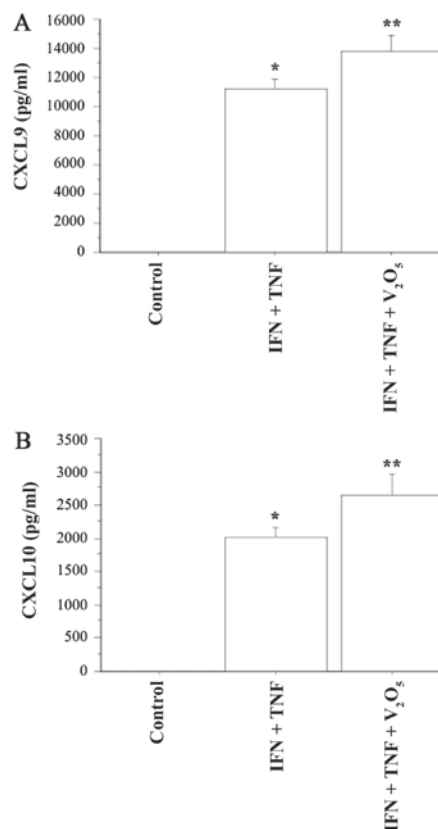 A
CXCL9 (pg/ml)
16000
14000
12000
10000
8000
6000
4000
2000
0
*
**
Control
IFN + TNF
IFN + TNF + V₂O₅
B
CXCL10 (pg/ml)
3500
3000
2500
2000
1500
1000
500
0
*
**
Control
IFN + TNF
IFN + TNF + V₂O₅